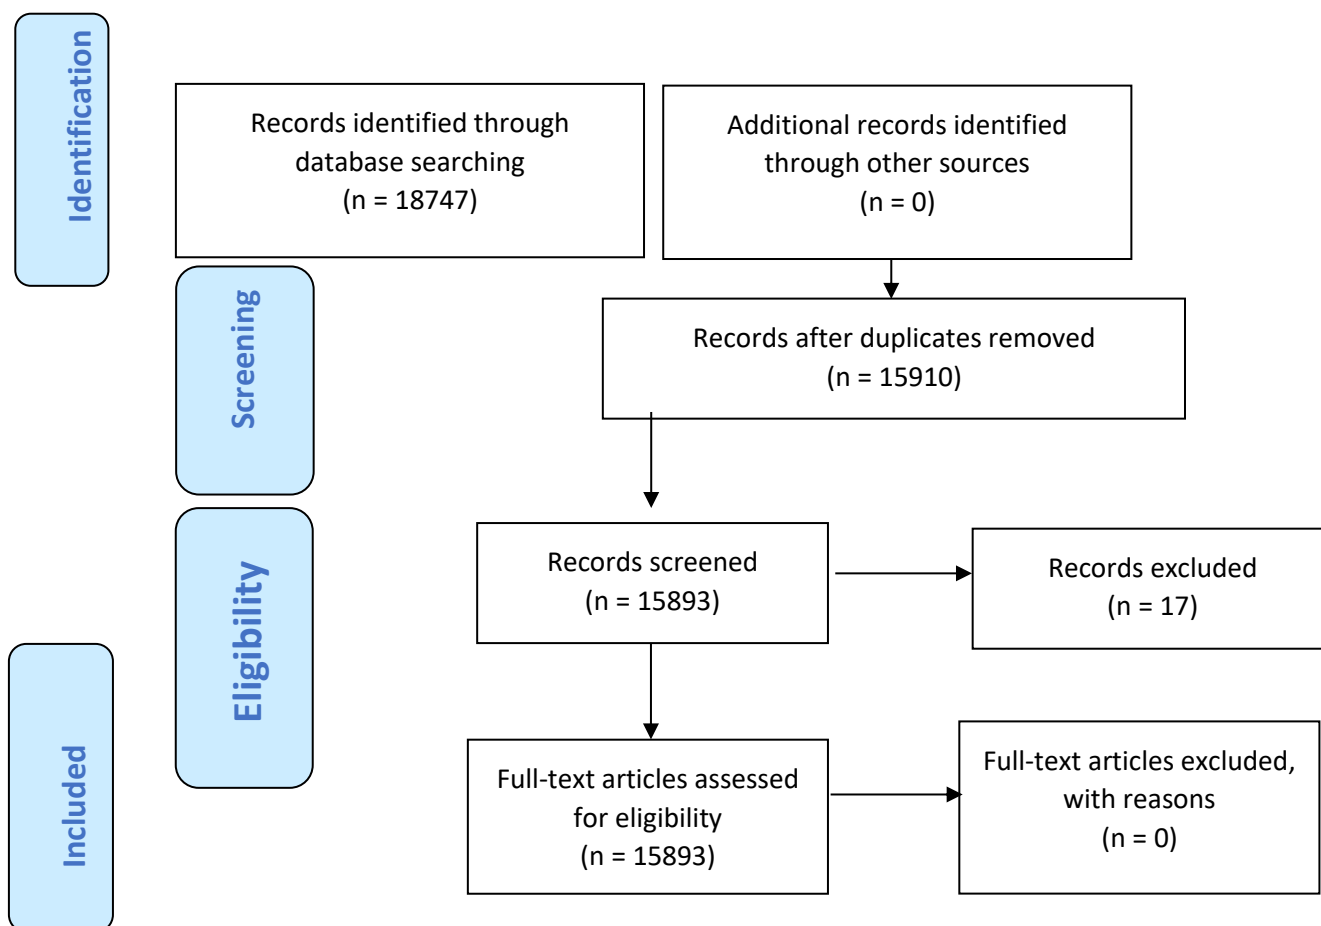 Identification
Records identified through
database searching
(n = 18747)
Additional records identified
through other sources
(n = 0)
Screening
Records after duplicates removed
(n = 15910)
Eligibility
Records screened
(n = 15893)
Records excluded
(n = 17)
Included
Full-text articles assessed
for eligibility
(n = 15893)
Full-text articles excluded,
with reasons
(n = 0)